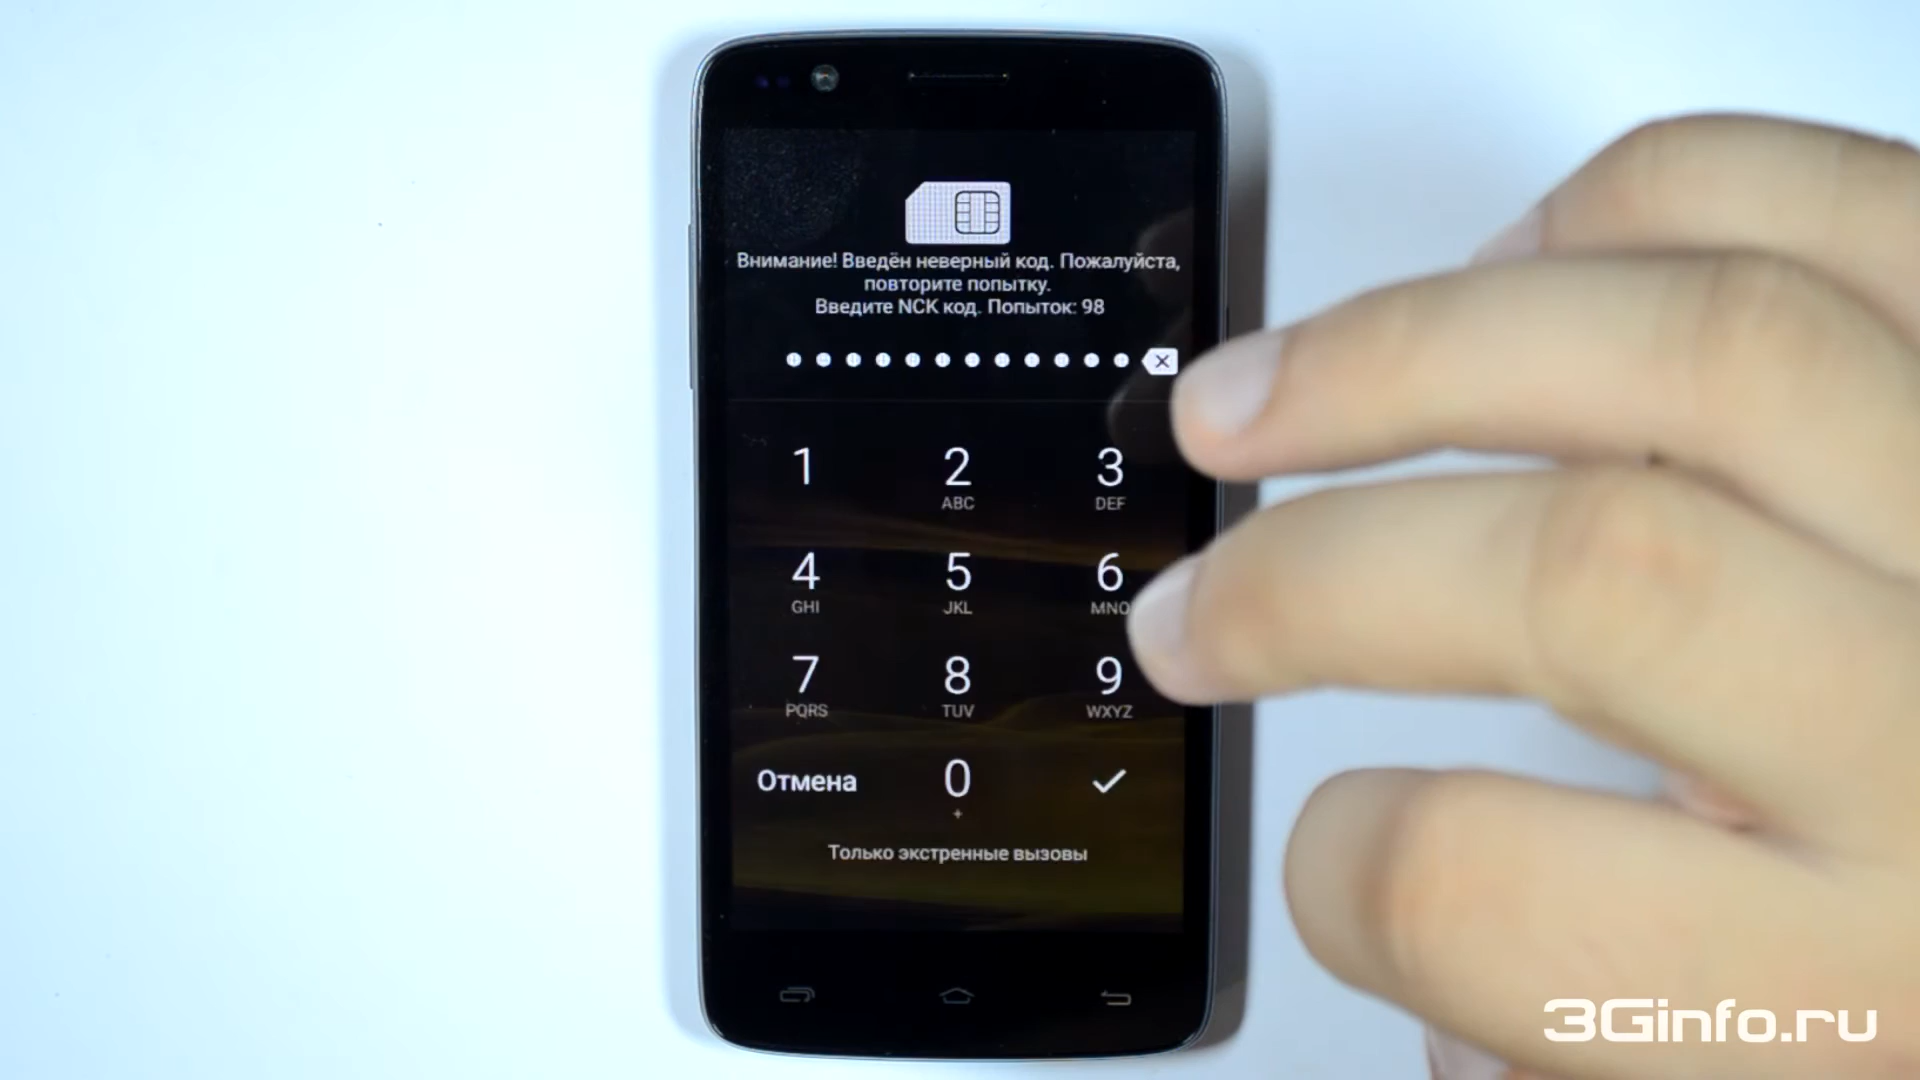 Внимание! Введён неверный код. Пожалуйста,
повторите попытку.
Введите NCK код. Попыток: 98
1
2
ABC
3
DEF
4
GHI
5
JKL
6
MNO
7
PQRS
8
TUV
9
WXYZ
Отмена
0
+
Только экстренные вызовы
3Ginfo.ru